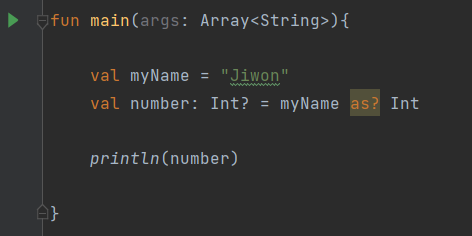 fun main(args: Array<String>){
val myName = "Jiwon"
val number: Int? = myName as? Int
println(number)
}